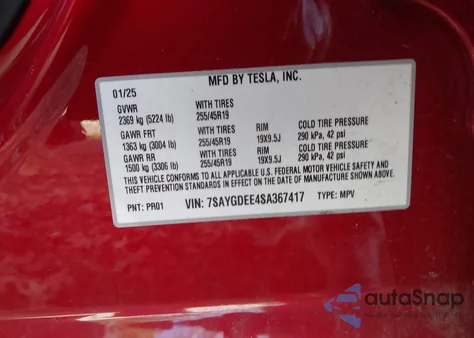 MFD BY TESLA, INC.
01/25
GVWR WITH TIRES
2369 kg (5224 lb) 255/45R19
GAWR FRT WITH TIRES RIM COLD TIRE PRESSURE
1363 kg (3004 lb) 255/45R19 19X9.5J 290 kPa, 42 psi
GAWR RR WITH TIRES RIM COLD TIRE PRESSURE
1500 kg (3306 lb) 255/45R19 19X9.5J 290 kPa, 42 psi
THIS VEHICLE CONFORMS TO ALL APPLICABLE U.S. FEDERAL MOTOR VEHICLE SAFETY AND
THEFT PREVENTION STANDARDS IN EFFECT ON THE DATE OF MANUFACTURE SHOWN ABOVE.
PNT: PR01 VIN: 7SAYGDEE4SA367417 TYPE: MPV
autoSnap